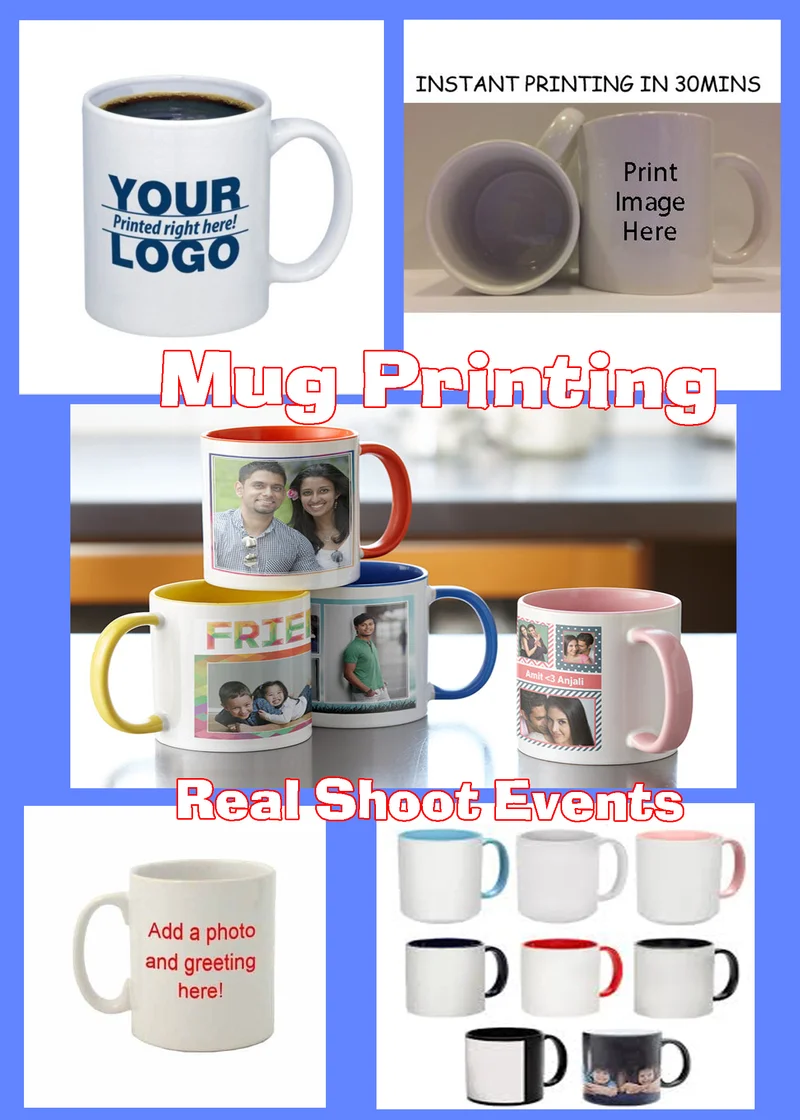 YOUR
Printed right here!
LOGO
INSTANT PRINTING IN 30MINS
Print
Image
Here
Mug Printing
FRIE
Amit <3 Anjali
Real Shoot Events
Add a photo
and greeting
here!